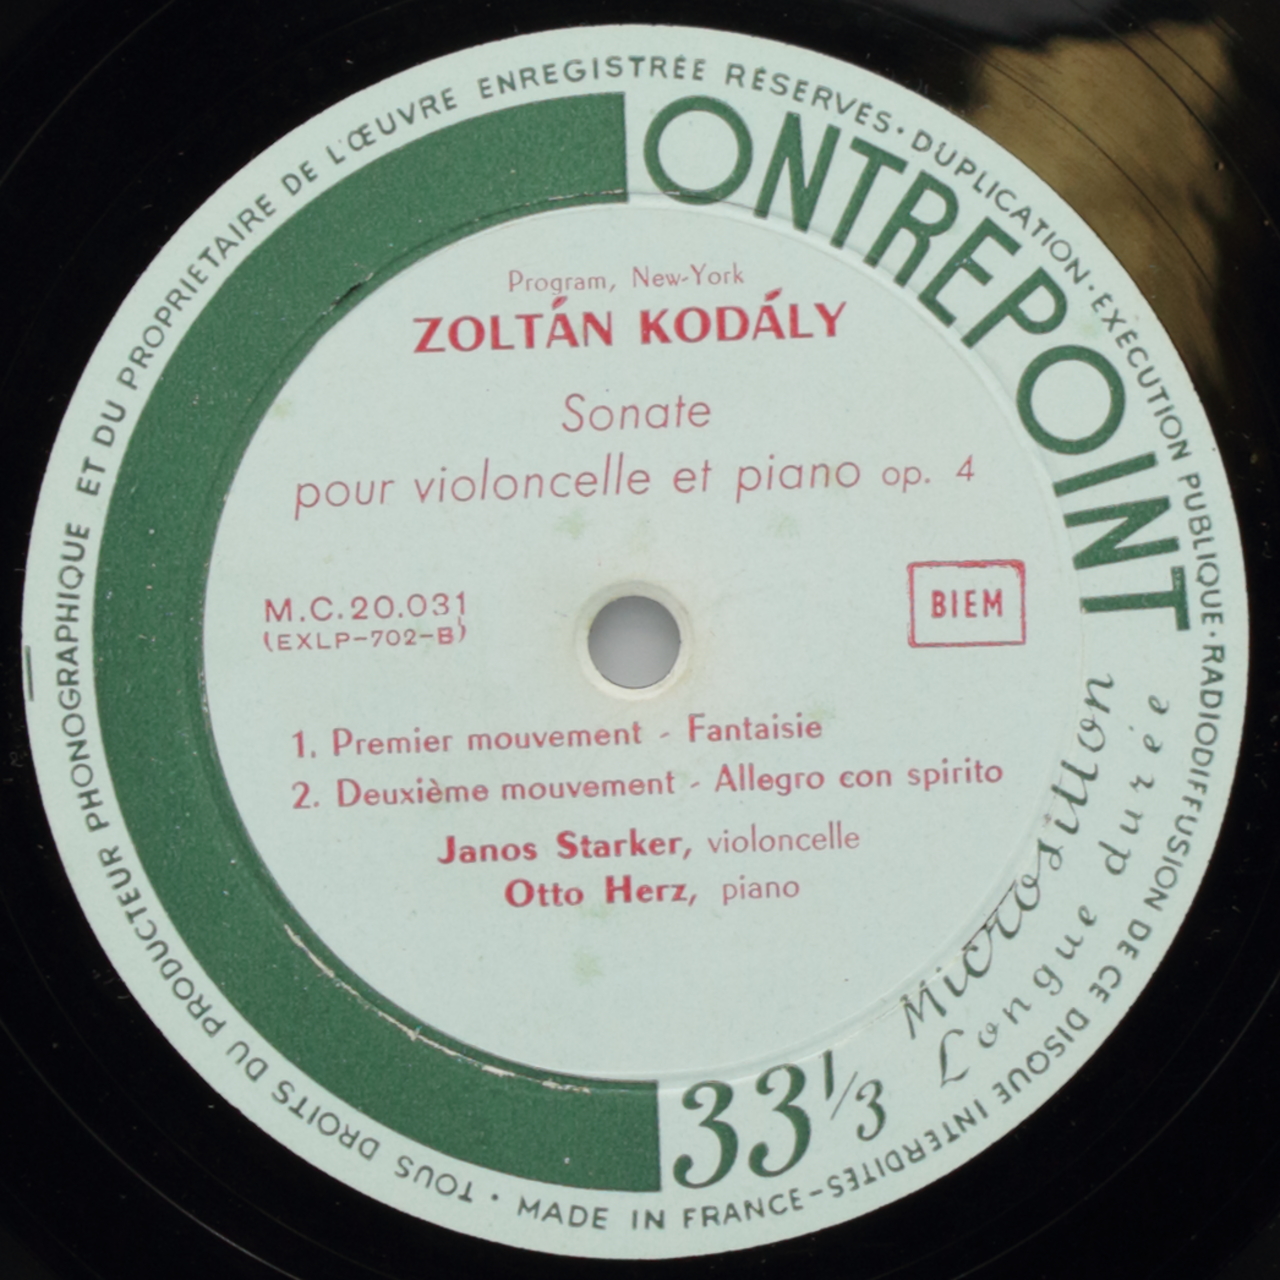 TOUS DROITS DU PRODUCTEUR PHONOGRAPHIQUE ET DU PROPRIETAIRE DE L'ŒUVRE ENREGISTRÉE RÉSERVÉS · DUPLICATION · EXÉCUTION PUBLIQUE · RADIODIFFUSION DE CE DISQUE INTERDITES - MADE IN FRANCE ·
CONTREPOINT
Program, New-York
ZOLTÁN KODÁLY
Sonate
pour violoncelle et piano op. 4
M.C.20.031
(EXLP-702-B)
BIEM
1. Premier mouvement - Fantaisie
2. Deuxième mouvement - Allegro con spirito
Janos Starker, violoncelle
Otto Herz, piano
33 1/3
Microsillon
Longue durée